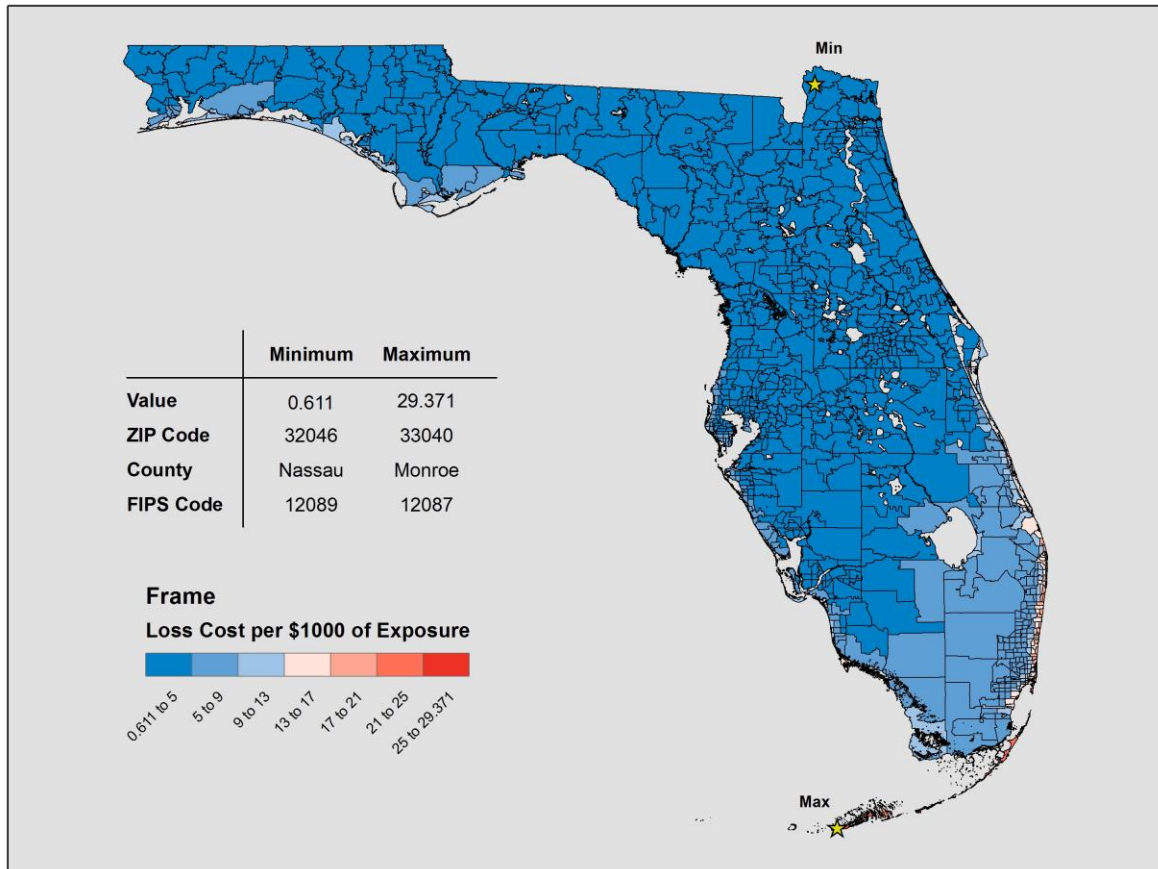 Min
Minimum Maximum
Value 0.611 29.371
ZIP Code 32046 33040
County Nassau Monroe
FIPS Code 12089 12087
Frame
Loss Cost per $1000 of Exposure
0.611 to 5
5 to 9
9 to 13
13 to 17
17 to 21
21 to 25
25 to 29.371
Max